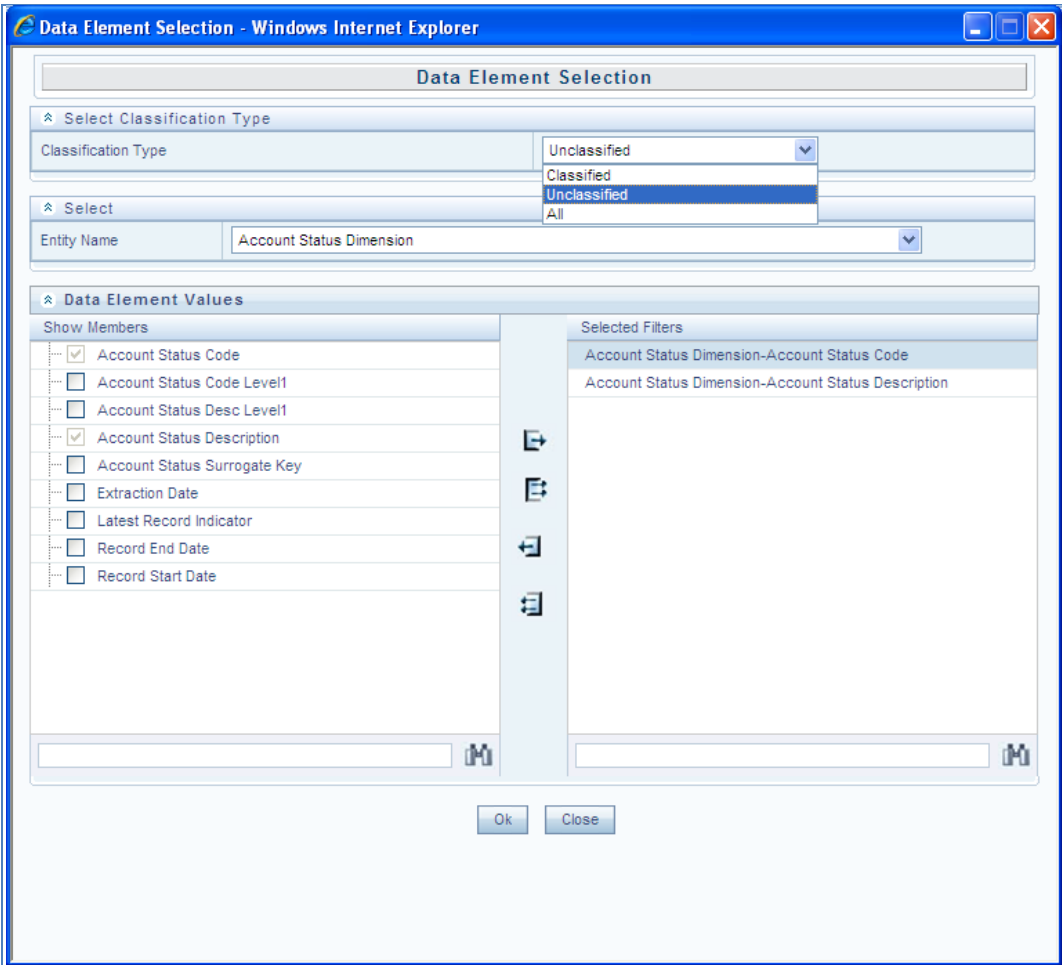 Data Element Selection - Windows Internet Explorer
Data Element Selection
Select Classification Type
Classification Type
Unclassified
Classified
Unclassified
All
Select
Entity Name
Account Status Dimension
Data Element Values
Show Members
Selected Filters
Account Status Code
Account Status Dimension-Account Status Code
Account Status Code Level1
Account Status Dimension-Account Status Description
Account Status Desc Level1
Account Status Description
Account Status Surrogate Key
Extraction Date
Latest Record Indicator
Record End Date
Record Start Date
Ok
Close